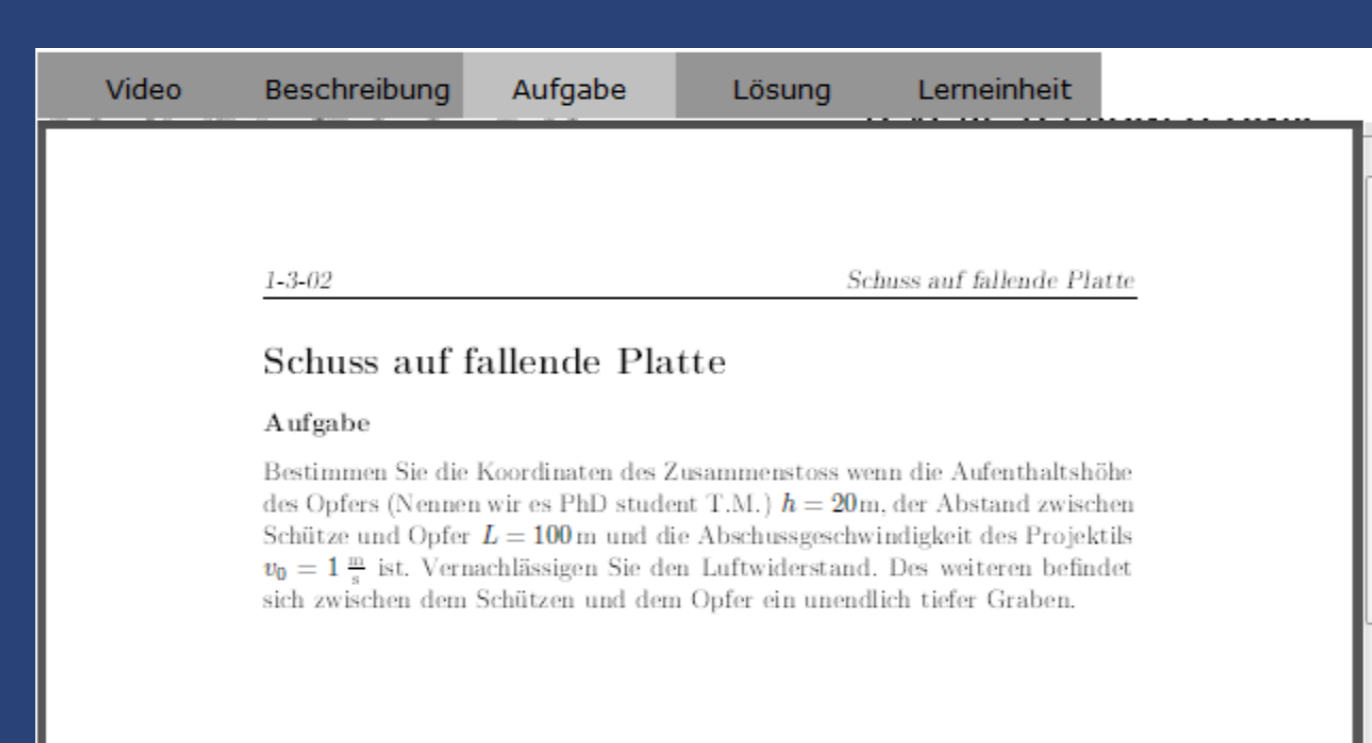 Video Beschreibung Aufgabe Lösung Lerneinheit
1-3-02 Schuss auf fallende Platte
Schuss auf fallende Platte
Aufgabe
Bestimmen Sie die Koordinaten des Zusammenstoss wenn die Aufenthaltshöhe
des Opfers (Nennen wir es PhD student T.M.) h = 20m, der Abstand zwischen
Schütze und Opfer L = 100 m und die Abschussgeschwindigkeit des Projektils
v₀ = 1 m/s ist. Vernachlässigen Sie den Luftwiderstand. Des weiteren befindet
sich zwischen dem Schützen und dem Opfer ein unendlich tiefer Graben.